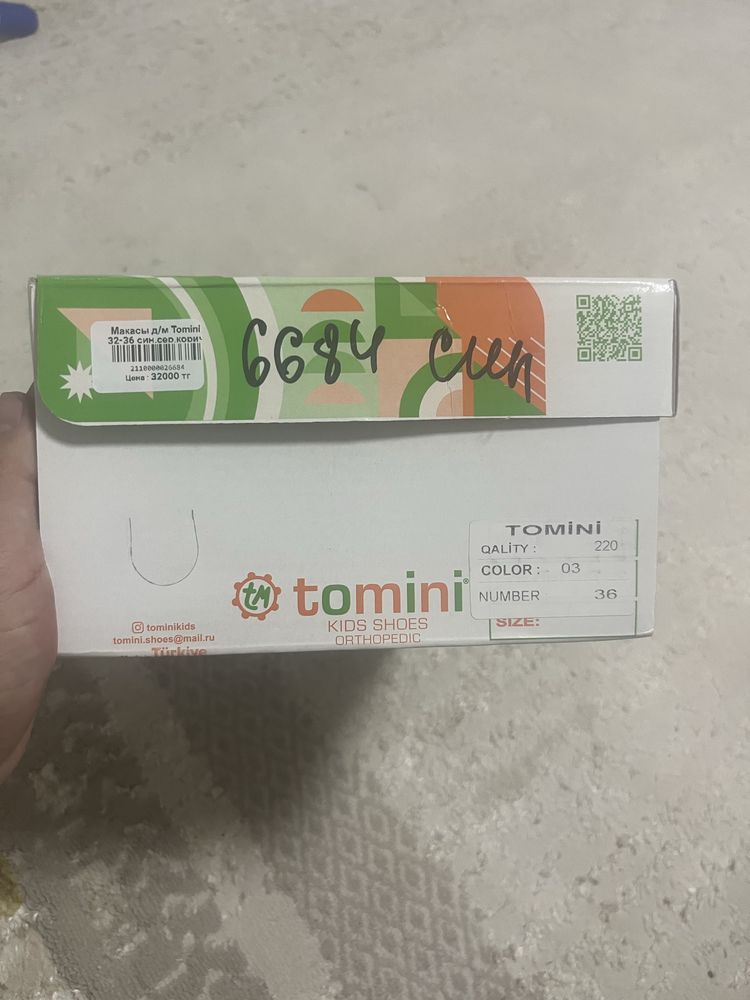 Макасы д/м Tomini
32-36 син.сер.корич
2110000026684
Цена : 32000 тг
6684 син
TOMiNi
QALiTY : 220
COLOR : 03
NUMBER 36
SIZE:
tm tomini®
KIDS SHOES
ORTHOPEDIC
tominikids
tomini.shoes@mail.ru
Türkiye